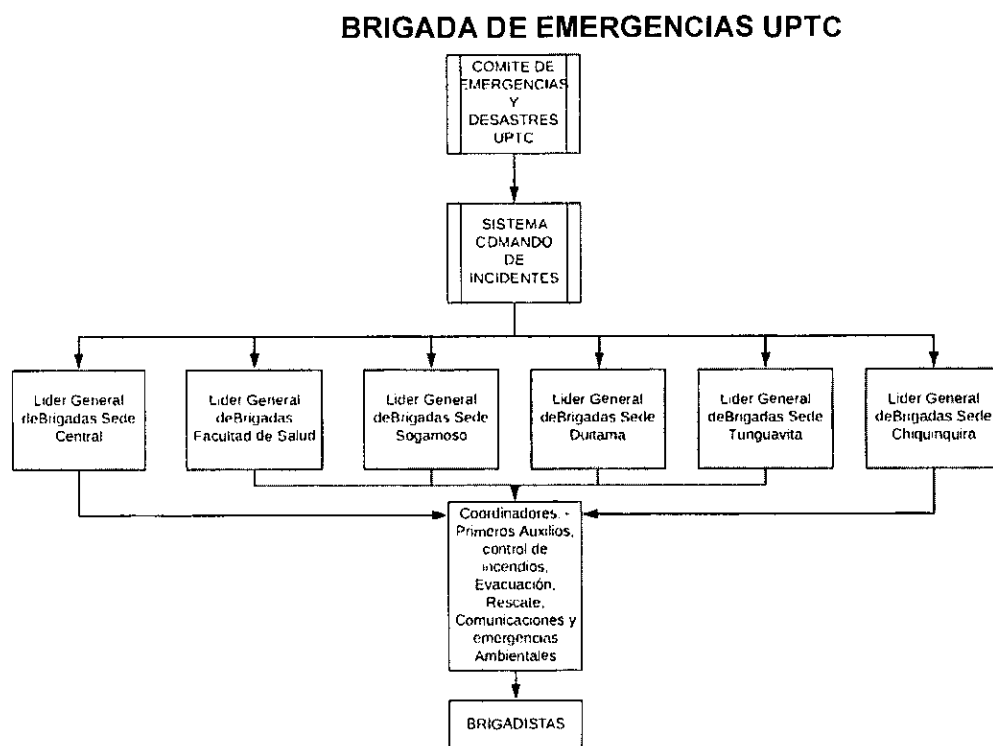 BRIGADA DE EMERGENCIAS UPTC
COMITE DE
EMERGENCIAS
Y
DESASTRES
UPTC
SISTEMA
COMANDO
DE
INCIDENTES
Lider General
deBrigadas Sede
Central
Lider General
deBrigadas
Facultad de Salud
Lider General
deBrigadas Sede
Sogamoso
Lider General
deBrigadas Sede
Duitama
Lider General
deBrigadas Sede
Tunguavita
Lider General
deBrigadas Sede
Chiquinquira
Coordinadores. -
Primeros Auxilios,
control de
incendios,
Evacuación,
Rescate,
Comunicaciones y
emergencias
Ambientales
BRIGADISTAS